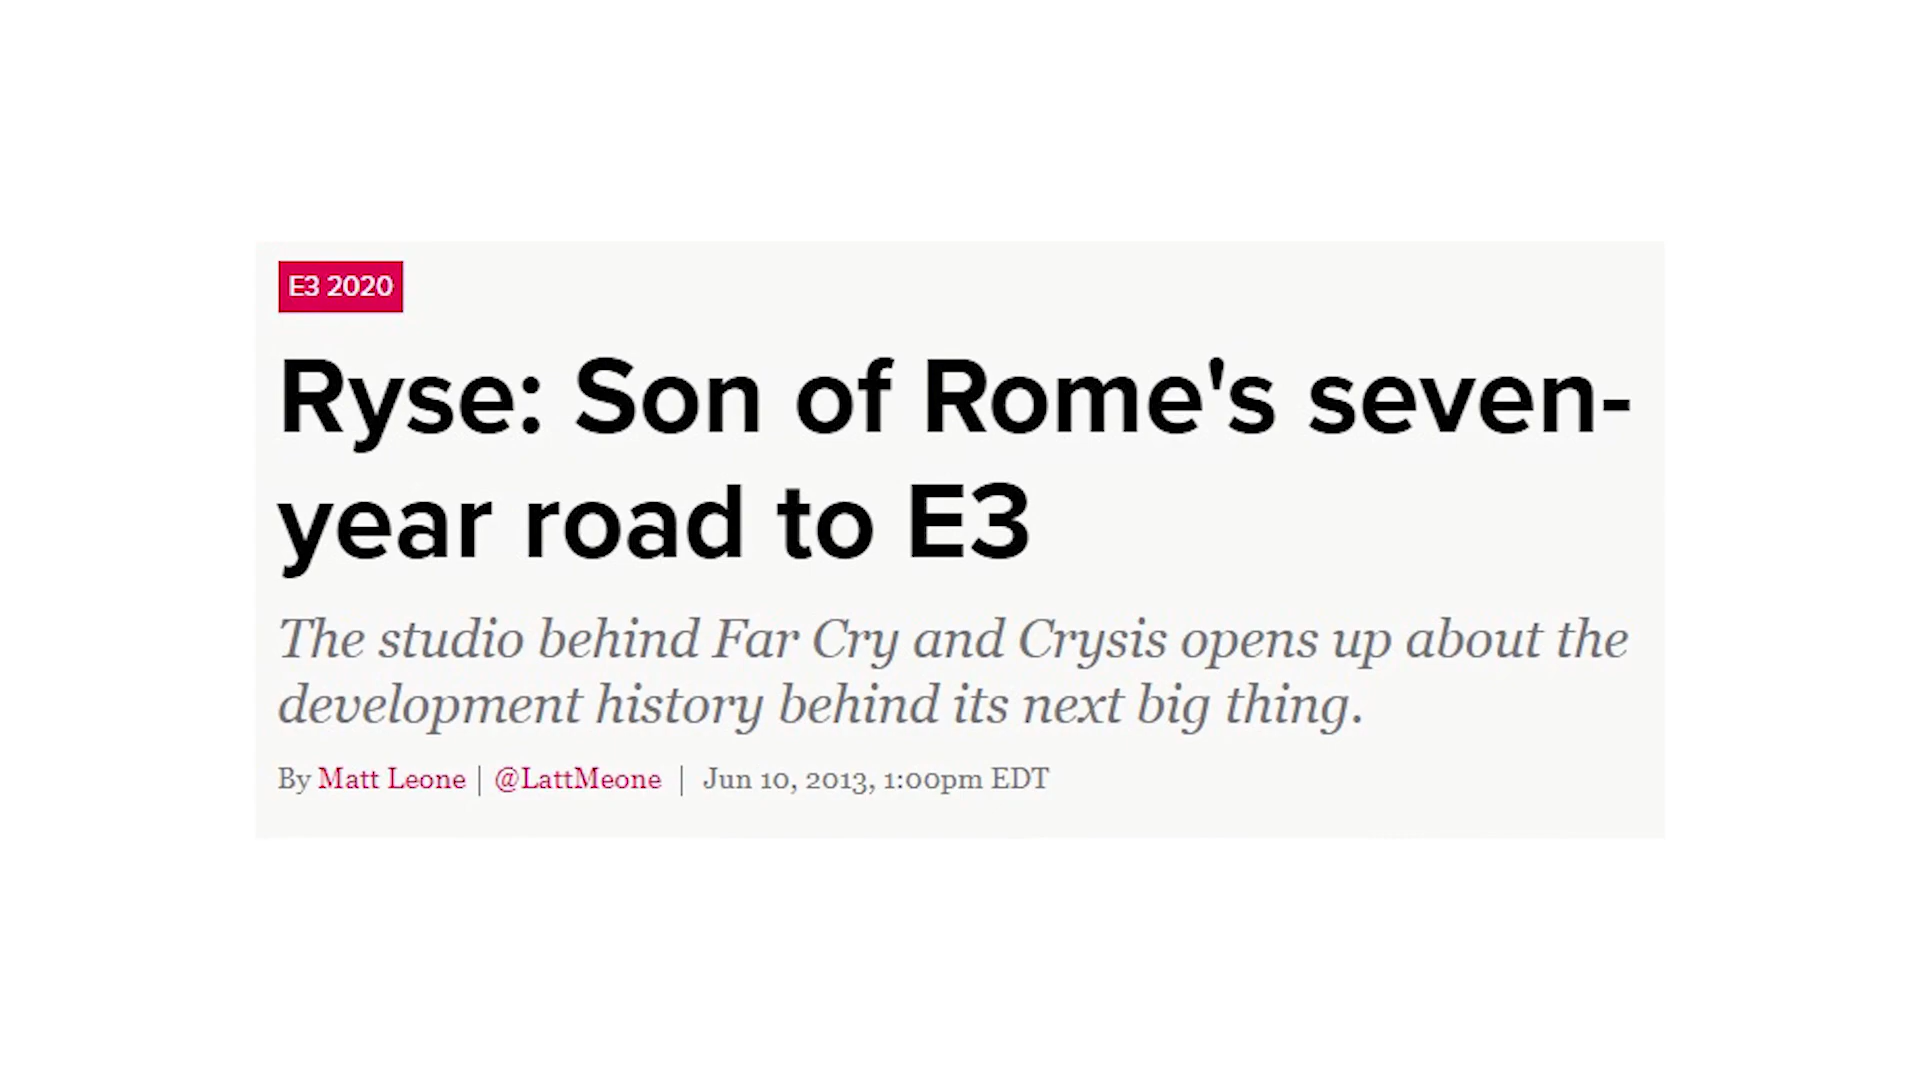 E3 2020
Ryse: Son of Rome's seven-
year road to E3
The studio behind Far Cry and Crysis opens up about the
development history behind its next big thing.
By Matt Leone | @LattMeone | Jun 10, 2013, 1:00pm EDT